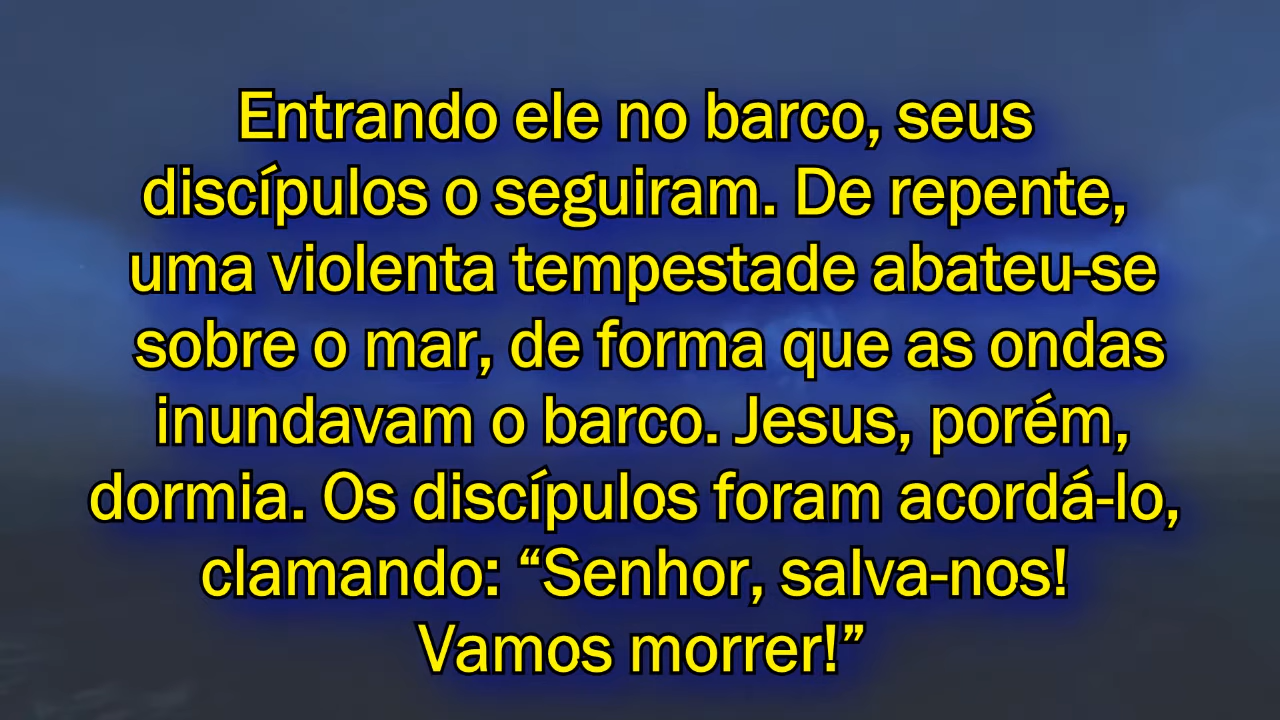 Entrando ele no barco, seus
discípulos o seguiram. De repente,
uma violenta tempestade abateu-se
sobre o mar, de forma que as ondas
inundavam o barco. Jesus, porém,
dormia. Os discípulos foram acordá-lo,
clamando: “Senhor, salva-nos!
Vamos morrer!”